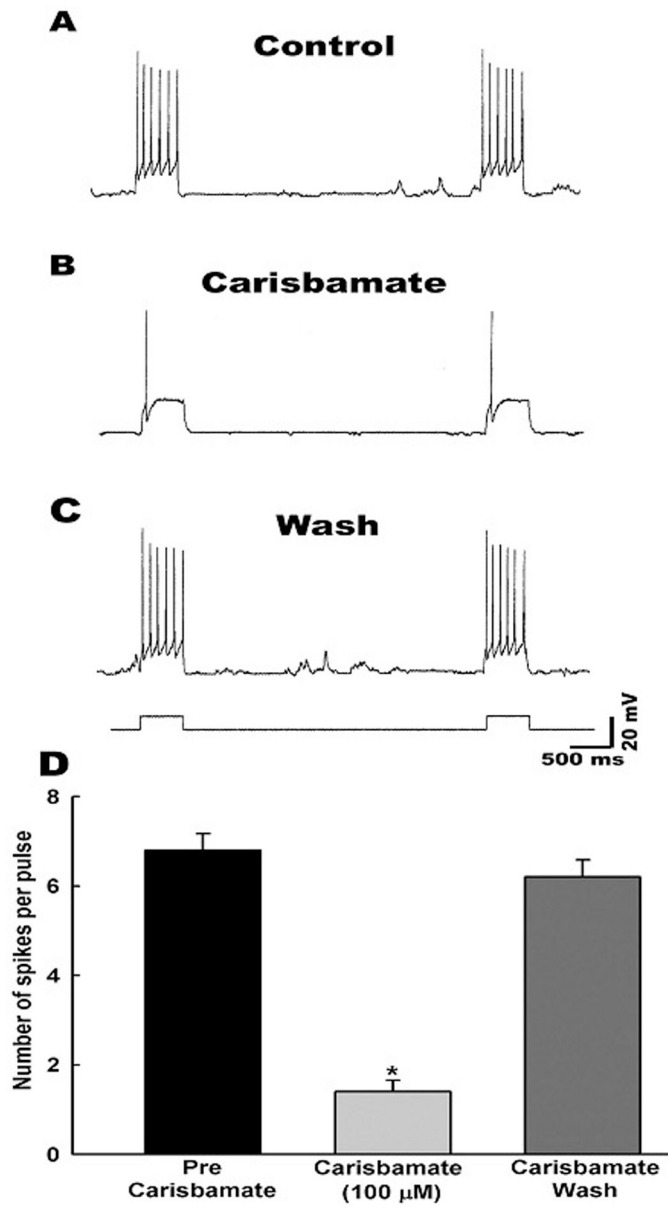 A
Control
B
Carisbamate
C
Wash
20 mV
500 ms
D
Number of spikes per pulse
8
6
4
2
0
*
Pre
Carisbamate
Carisbamate
(100 µM)
Carisbamate
Wash